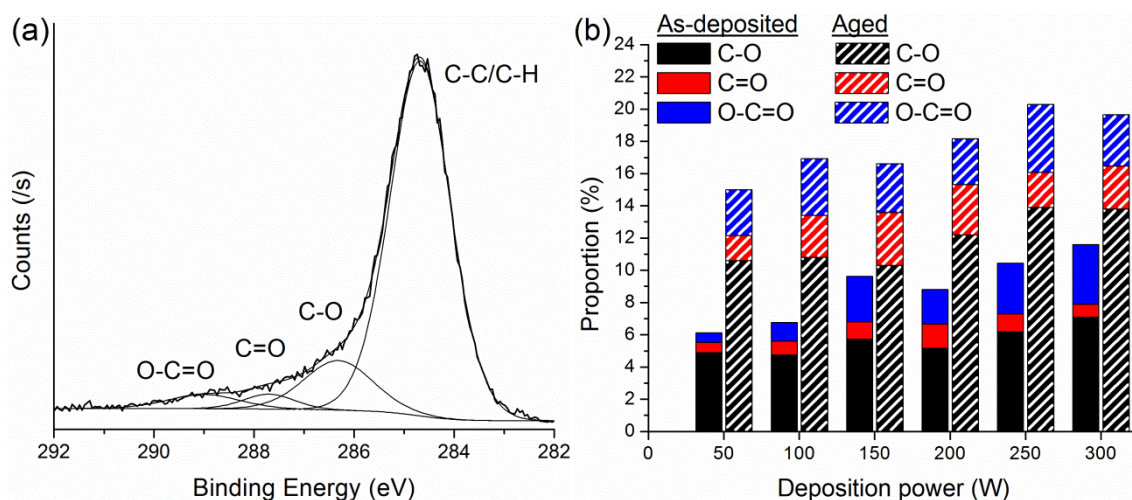 (a)
C-C/C-H
C-O
C=O
O-C=O
Counts (/s)
292 290 288 286 284 282
Binding Energy (eV)
(b)
As-deposited Aged
C-O C-O
C=O C=O
O-C=O O-C=O
24
22
20
18
16
14
12
10
8
6
4
2
0
Proportion (%)
0 50 100 150 200 250 300
Deposition power (W)